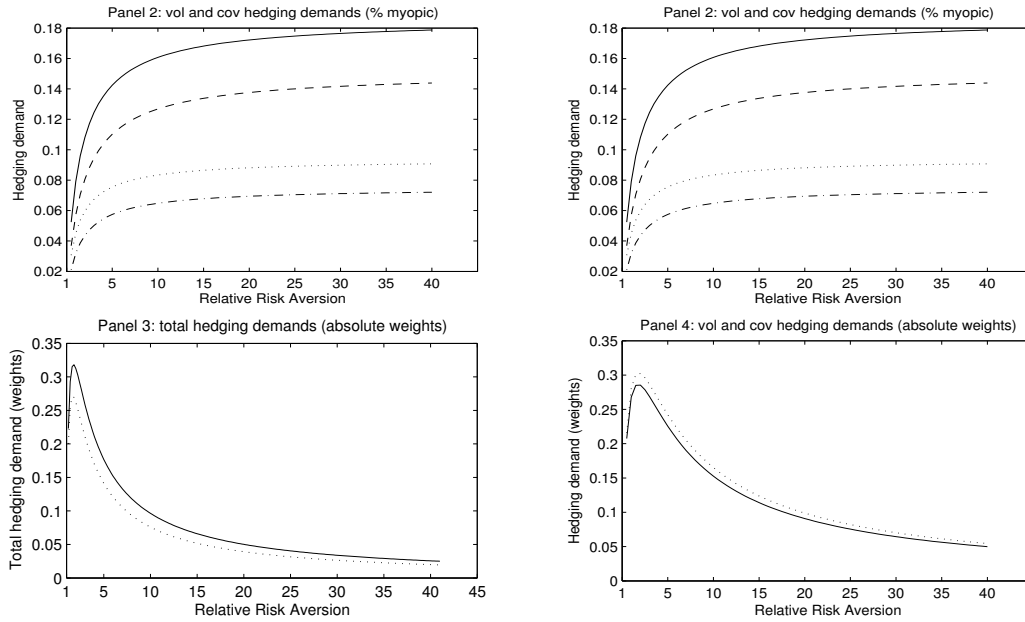 Panel 2: vol and cov hedging demands (% myopic)
0.18
0.16
0.14
0.12
0.1
0.08
0.06
0.04
0.02
Hedging demand
1 5 10 15 20 25 30 35 40
Relative Risk Aversion
Panel 2: vol and cov hedging demands (% myopic)
0.18
0.16
0.14
0.12
0.1
0.08
0.06
0.04
0.02
Hedging demand
1 5 10 15 20 25 30 35 40
Relative Risk Aversion
Panel 3: total hedging demands (absolute weights)
0.35
0.3
0.25
0.2
0.15
0.1
0.05
0
Total hedging demand (weights)
1 5 10 15 20 25 30 35 40 45
Relative Risk Aversion
Panel 4: vol and cov hedging demands (absolute weights)
0.35
0.3
0.25
0.2
0.15
0.1
0.05
0
Hedging demand (weights)
1 5 10 15 20 25 30 35 40
Relative Risk Aversion